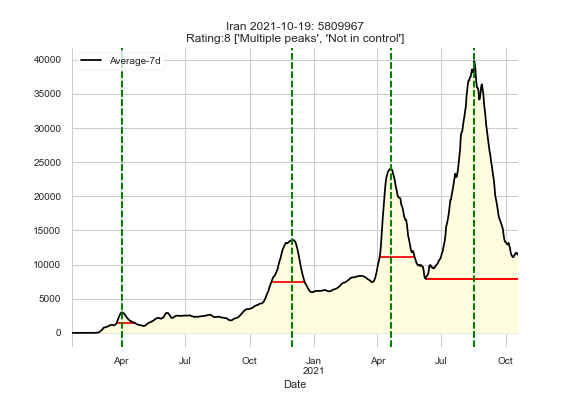 Iran 2021-10-19: 5809967
Rating:8 ['Multiple peaks', 'Not in control']
Average-7d
40000
35000
30000
25000
20000
15000
10000
5000
0
Apr Jul Oct Jan Apr Jul Oct
2021
Date